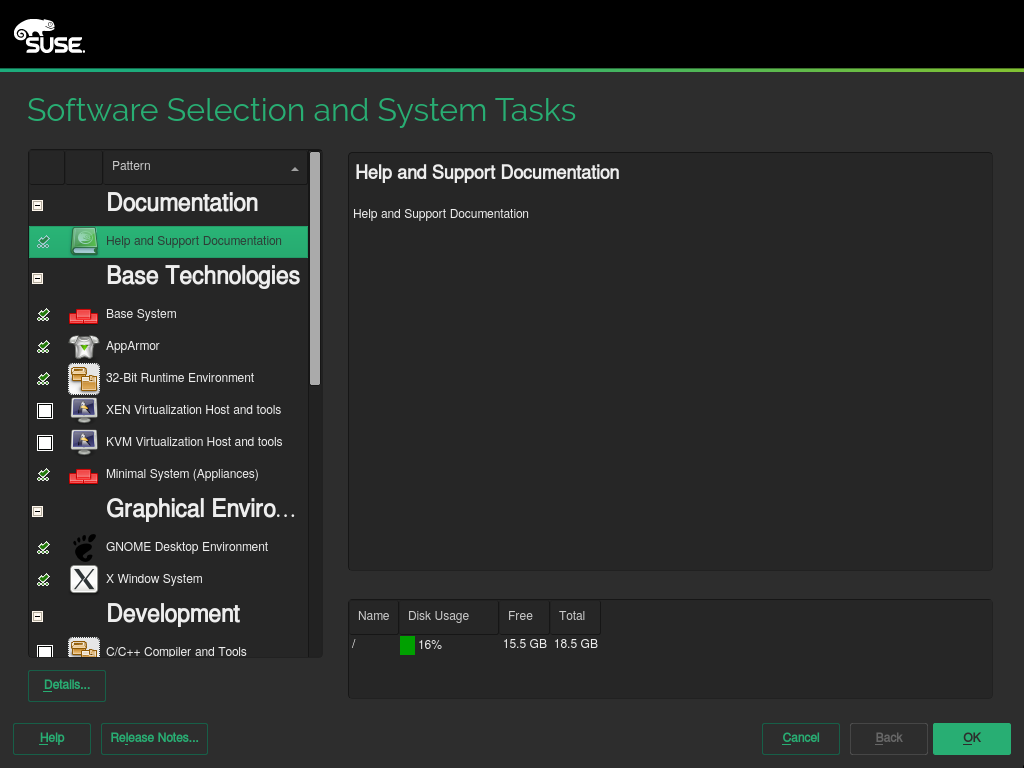 SUSE
Software Selection and System Tasks
Pattern
Documentation
Help and Support Documentation
Base Technologies
Base System
AppArmor
32-Bit Runtime Environment
XEN Virtualization Host and tools
KVM Virtualization Host and tools
Minimal System (Appliances)
Graphical Enviro...
GNOME Desktop Environment
X Window System
Development
C/C++ Compiler and Tools
Details...
Help and Support Documentation
Help and Support Documentation
Name Disk Usage Free Total
/ 16% 15.5 GB 18.5 GB
Help Release Notes... Cancel Back OK